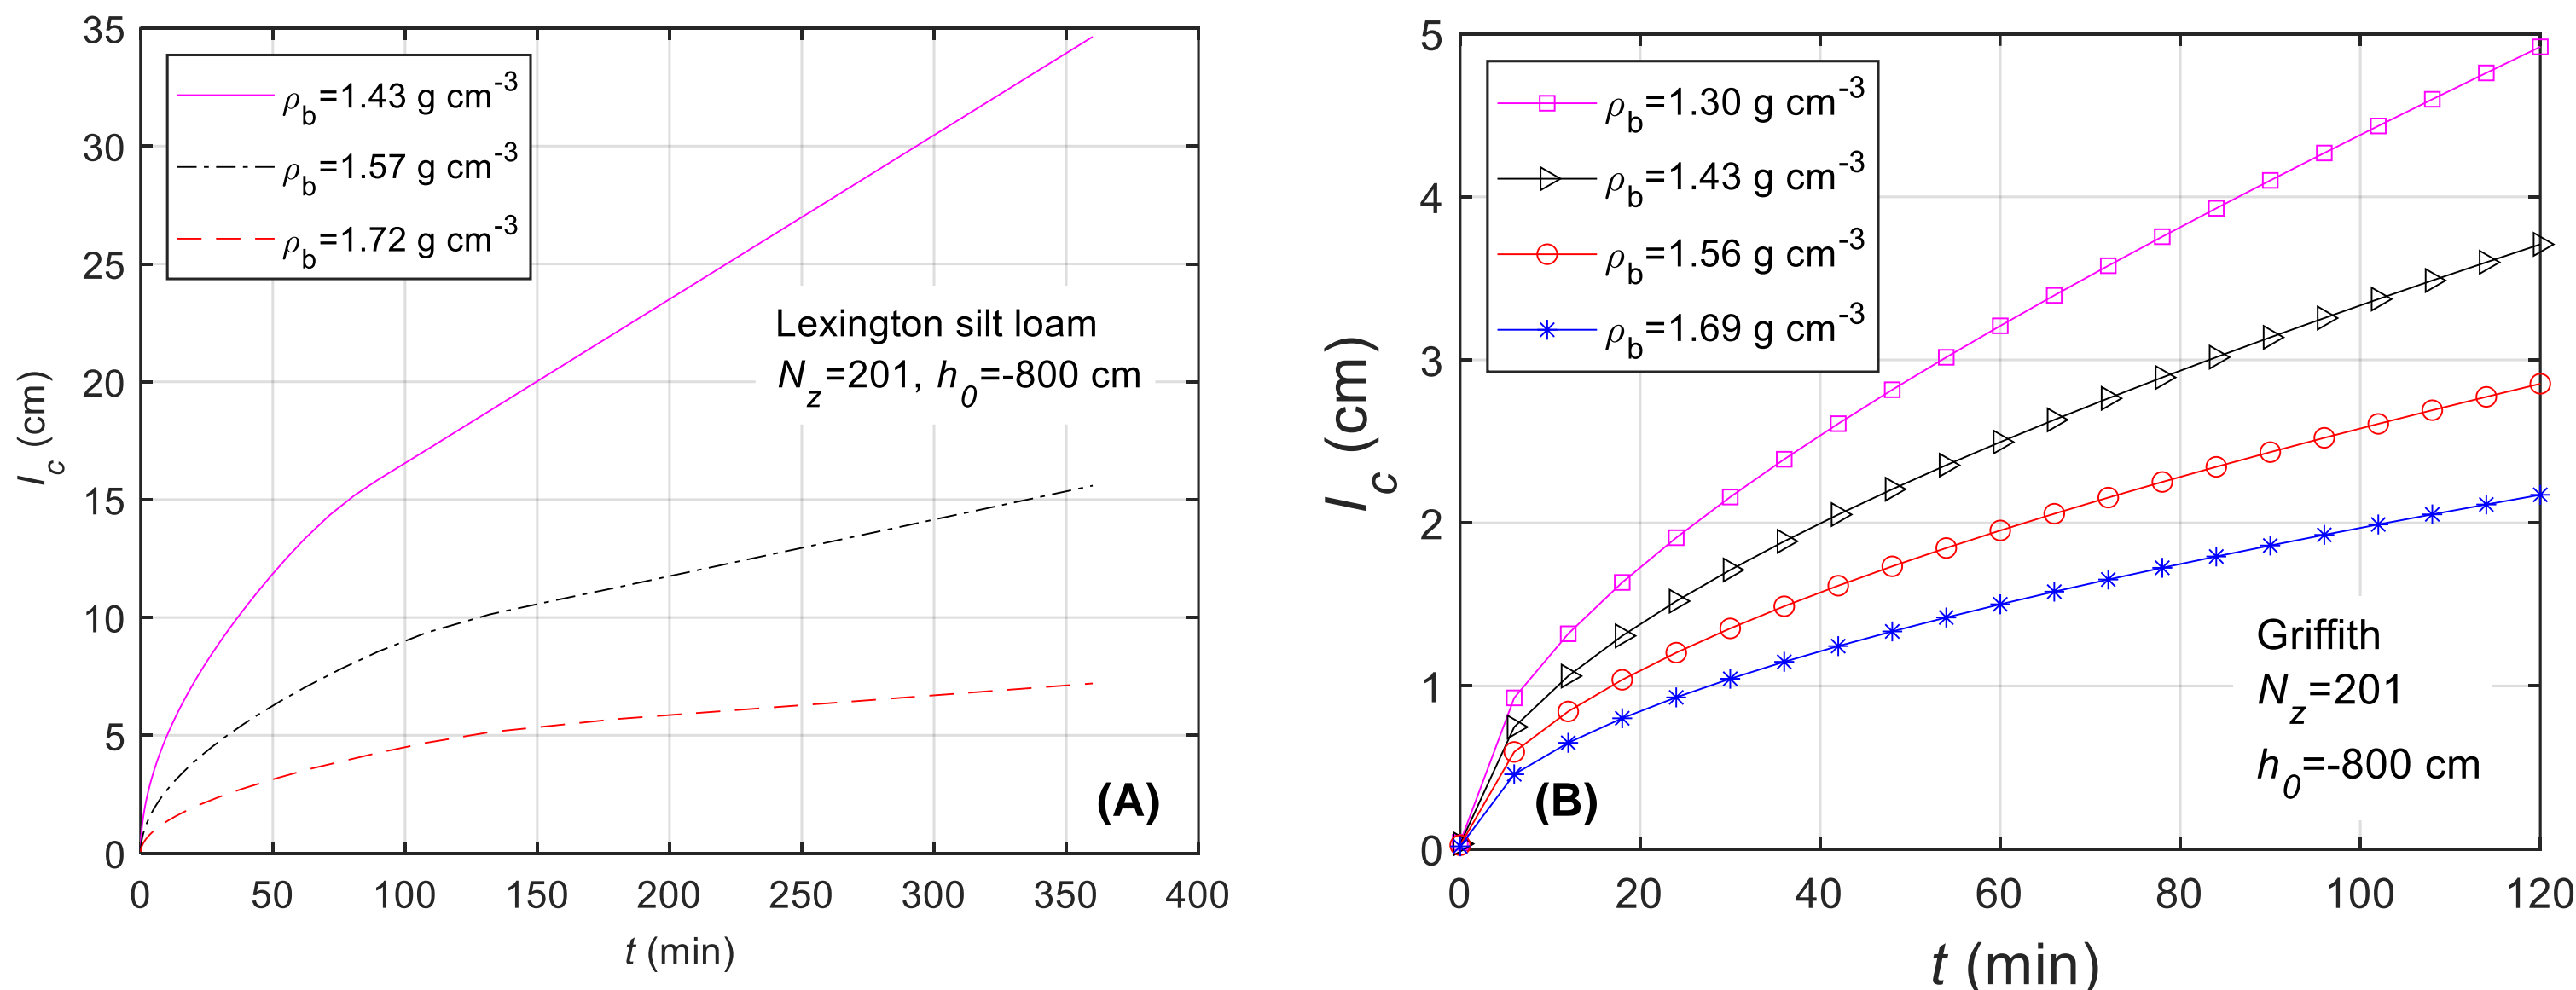 35
30
25
20
15
10
5
0
I_c (cm)
ρ_b=1.43 g cm^-3
ρ_b=1.57 g cm^-3
ρ_b=1.72 g cm^-3
Lexington silt loam
N_z=201, h_0=-800 cm
(A)
0 50 100 150 200 250 300 350 400
t (min)
5
4
3
2
1
0
I_c (cm)
ρ_b=1.30 g cm^-3
ρ_b=1.43 g cm^-3
ρ_b=1.56 g cm^-3
ρ_b=1.69 g cm^-3
Griffith
N_z=201
h_0=-800 cm
(B)
0 20 40 60 80 100 120
t (min)